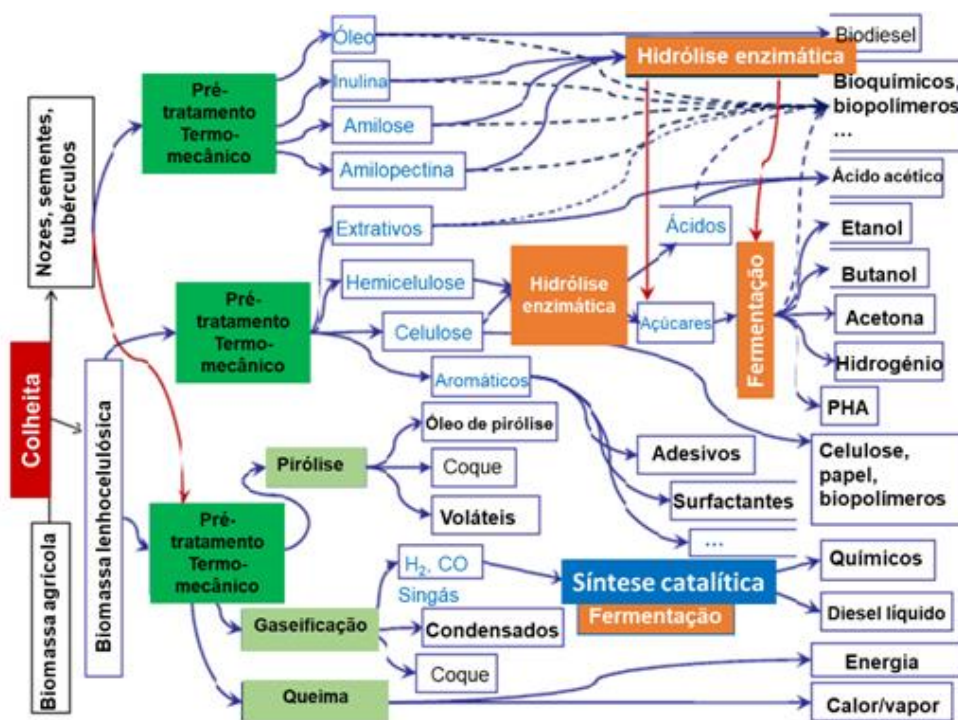 Colheita
Biomassa agrícola
Nozes, sementes,
tubérculos
Biomassa lenhocelulósica
Pré-
tratamento
Termo-
mecânico
Óleo
Inulina
Amilose
Amilopectina
Hidrólise enzimática
Biodiesel
Bioquímicos,
biopolímeros
...
Pré-
tratamento
Termo-
mecânico
Extrativos
Hemicelulose
Celulose
Aromáticos
Hidrólise
enzimática
Ácidos
Açúcares
Fermentação
Ácido acético
Etanol
Butanol
Acetona
Hidrogénio
PHA
Celulose,
papel,
biopolímeros
Adesivos
Surfactantes
...
Pré-
tratamento
Termo-
mecânico
Pirólise
Óleo de pirólise
Coque
Voláteis
Gaseificação
H₂, CO
Singás
Condensados
Coque
Síntese catalítica
Fermentação
Químicos
Diesel líquido
Queima
Energia
Calor/vapor